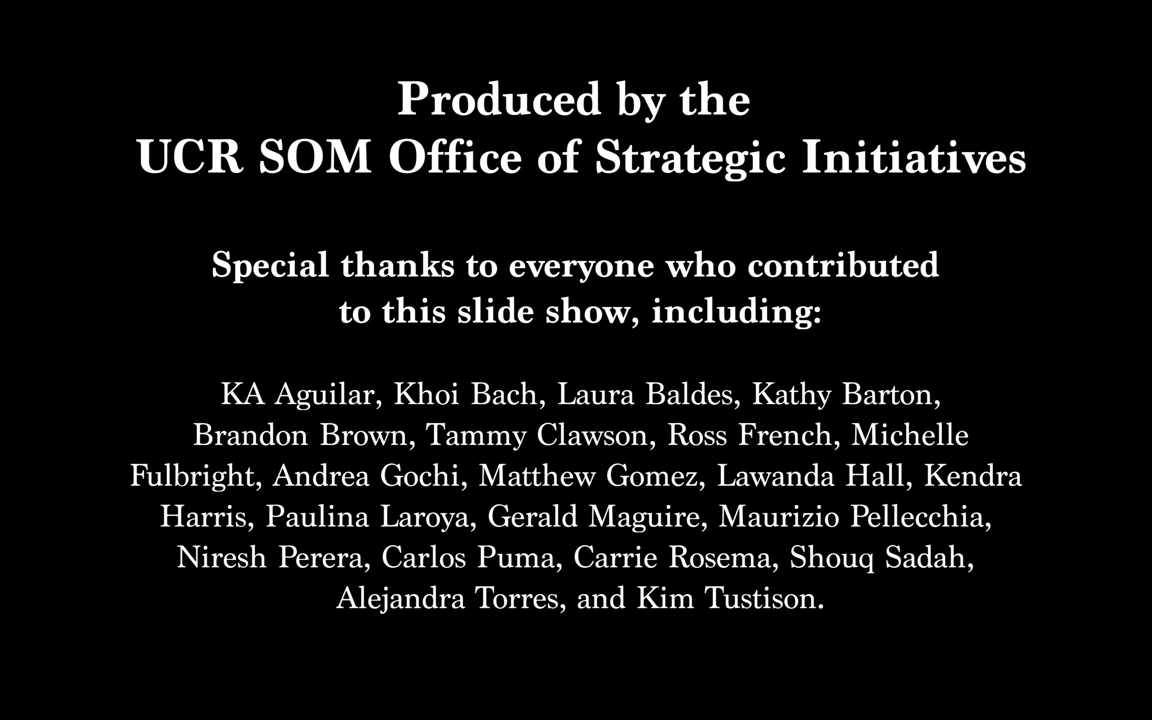 Produced by the
UCR SOM Office of Strategic Initiatives
Special thanks to everyone who contributed
to this slide show, including:
KA Aguilar, Khoi Bach, Laura Baldes, Kathy Barton,
Brandon Brown, Tammy Clawson, Ross French, Michelle
Fulbright, Andrea Gochi, Matthew Gomez, Lawanda Hall, Kendra
Harris, Paulina Laroya, Gerald Maguire, Maurizio Pellecchia,
Niresh Perera, Carlos Puma, Carrie Rosema, Shouq Sadah,
Alejandra Torres, and Kim Tustison.